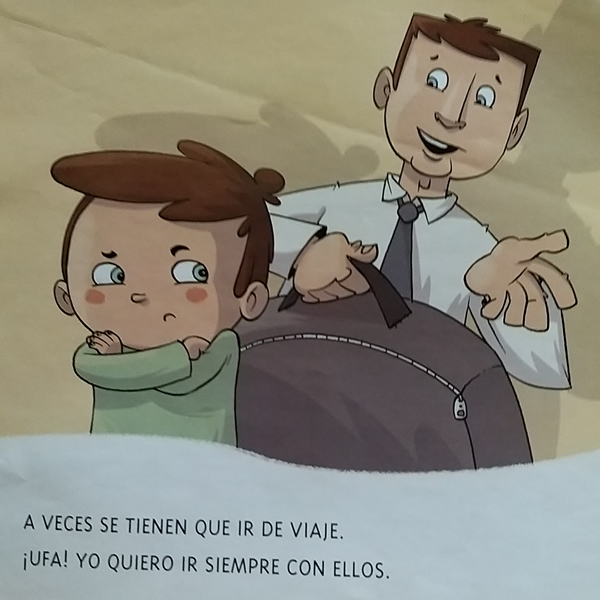 A VECES SE TIENEN QUE IR DE VIAJE.
¡UFA! YO QUIERO IR SIEMPRE CON ELLOS.